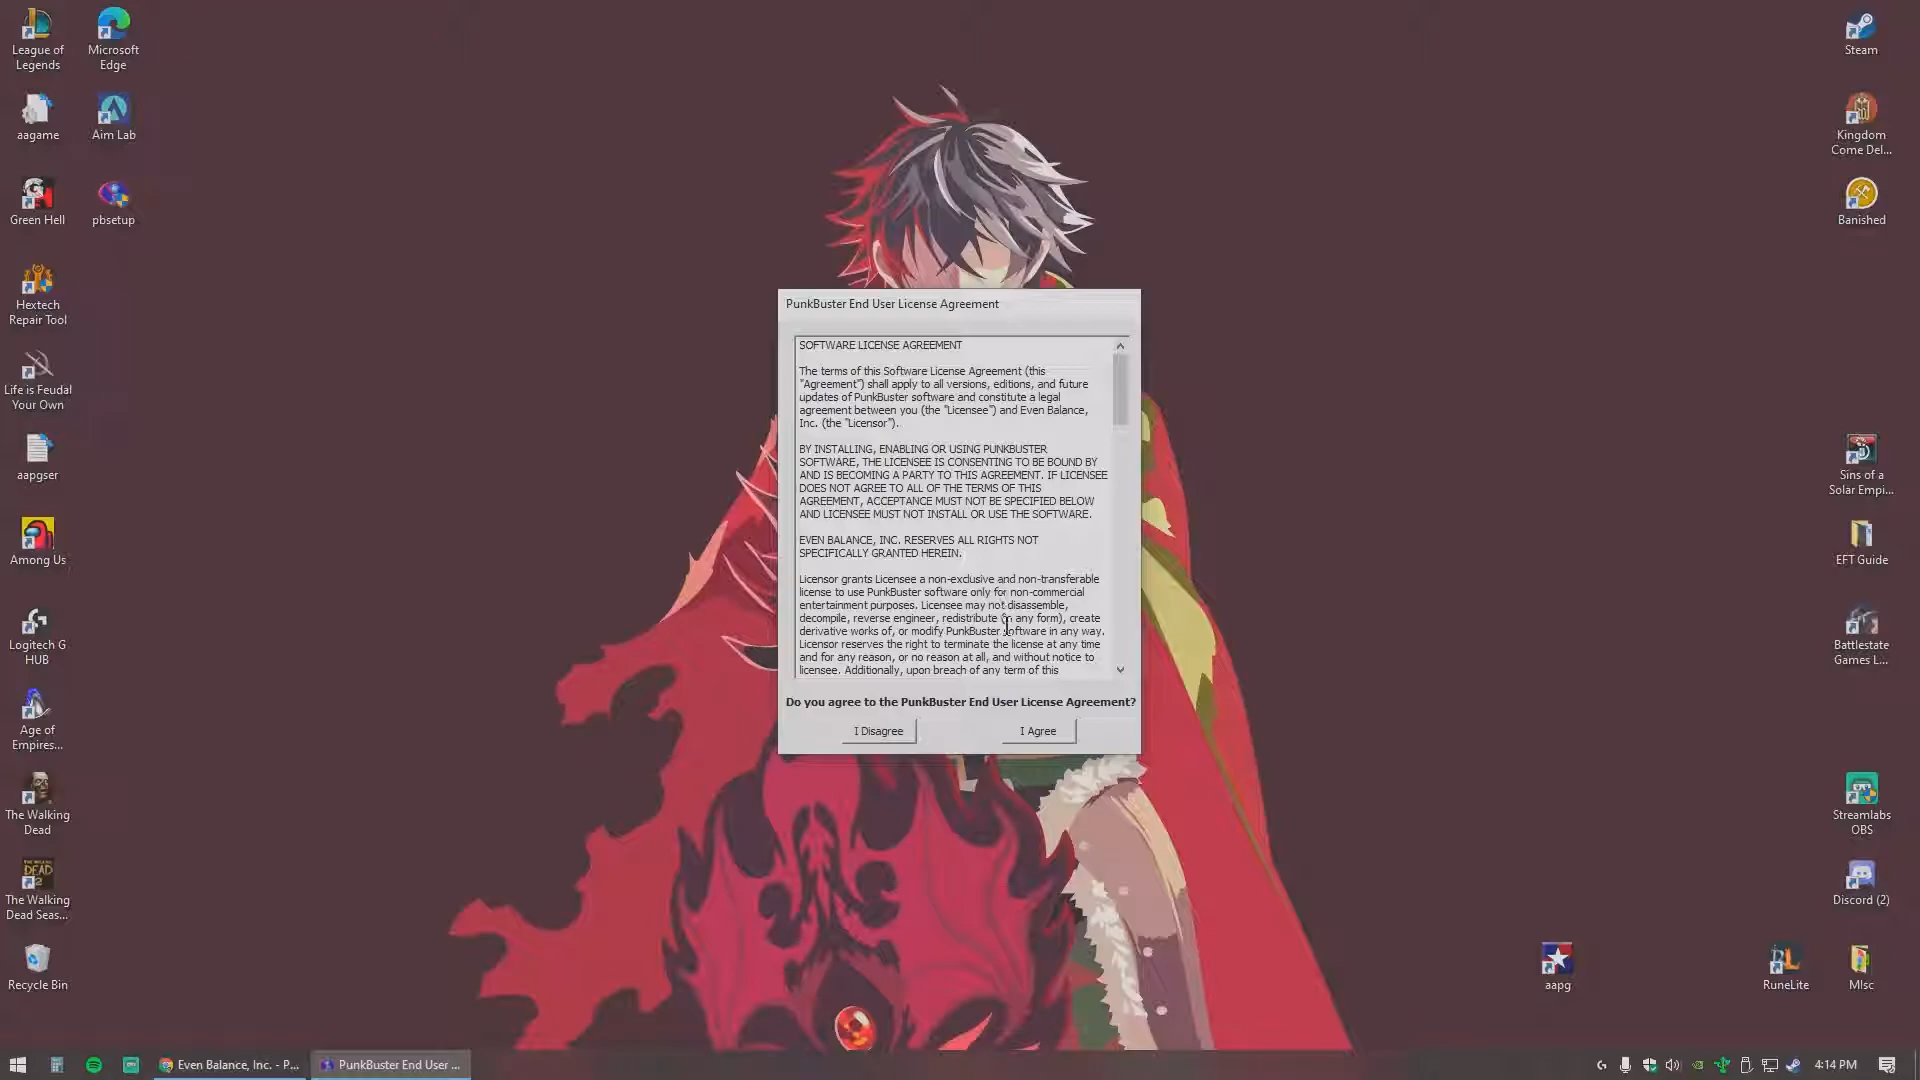 League of
Legends
Microsoft
Edge
aagame
Aim Lab
Green Hell
pbsetup
Hextech
Repair Tool
Life is Feudal
Your Own
aapgser
Among Us
Logitech G
HUB
Age of
Empires...
The Walking
Dead
The Walking
Dead Seas...
Recycle Bin
PunkBuster End User License Agreement
SOFTWARE LICENSE AGREEMENT
The terms of this Software License Agreement (this
"Agreement") shall apply to all versions, editions, and future
updates of PunkBuster software and constitute a legal
agreement between you (the "Licensee") and Even Balance,
Inc. (the "Licensor").
BY INSTALLING, ENABLING OR USING PUNKBUSTER
SOFTWARE, THE LICENSEE IS CONSENTING TO BE BOUND BY
AND IS BECOMING A PARTY TO THIS AGREEMENT. IF LICENSEE
DOES NOT AGREE TO ALL OF THE TERMS OF THIS
AGREEMENT, ACCEPTANCE MUST NOT BE SPECIFIED BELOW
AND LICENSEE MUST NOT INSTALL OR USE THE SOFTWARE.
EVEN BALANCE, INC. RESERVES ALL RIGHTS NOT
SPECIFICALLY GRANTED HEREIN.
Licensor grants Licensee a non-exclusive and non-transferable
license to use PunkBuster software only for non-commercial
entertainment purposes. Licensee may not disassemble,
decompile, reverse engineer, redistribute (in any form), create
derivative works of, or modify PunkBuster software in any way.
Licensor reserves the right to terminate the license at any time
and for any reason, or no reason at all, and without notice to
licensee. Additionally, upon breach of any term of this
Do you agree to the PunkBuster End User License Agreement?
I Disagree
I Agree
Steam
Kingdom
Come Del...
Banished
Sins of a
Solar Empi...
EFT Guide
Battlestate
Games L...
Streamlabs
OBS
Discord (2)
aapg
RuneLite
MIsc
Even Balance, Inc. - P...
PunkBuster End User ...
4:14 PM